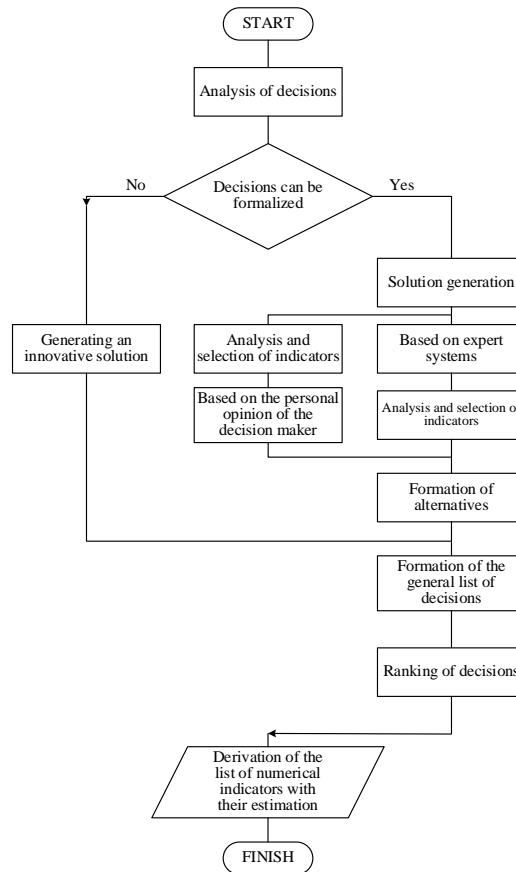 START
Analysis of decisions
No
Decisions can be
formalized
Yes
Solution generation
Generating an
innovative solution
Analysis and
selection of indicators
Based on expert
systems
Based on the personal
opinion of the
decision maker
Analysis and selection o
indicators
Formation of
alternatives
Formation of the
general list of
decisions
Ranking of decisions
Derivation of the
list of numerical
indicators with
their estimation
FINISH